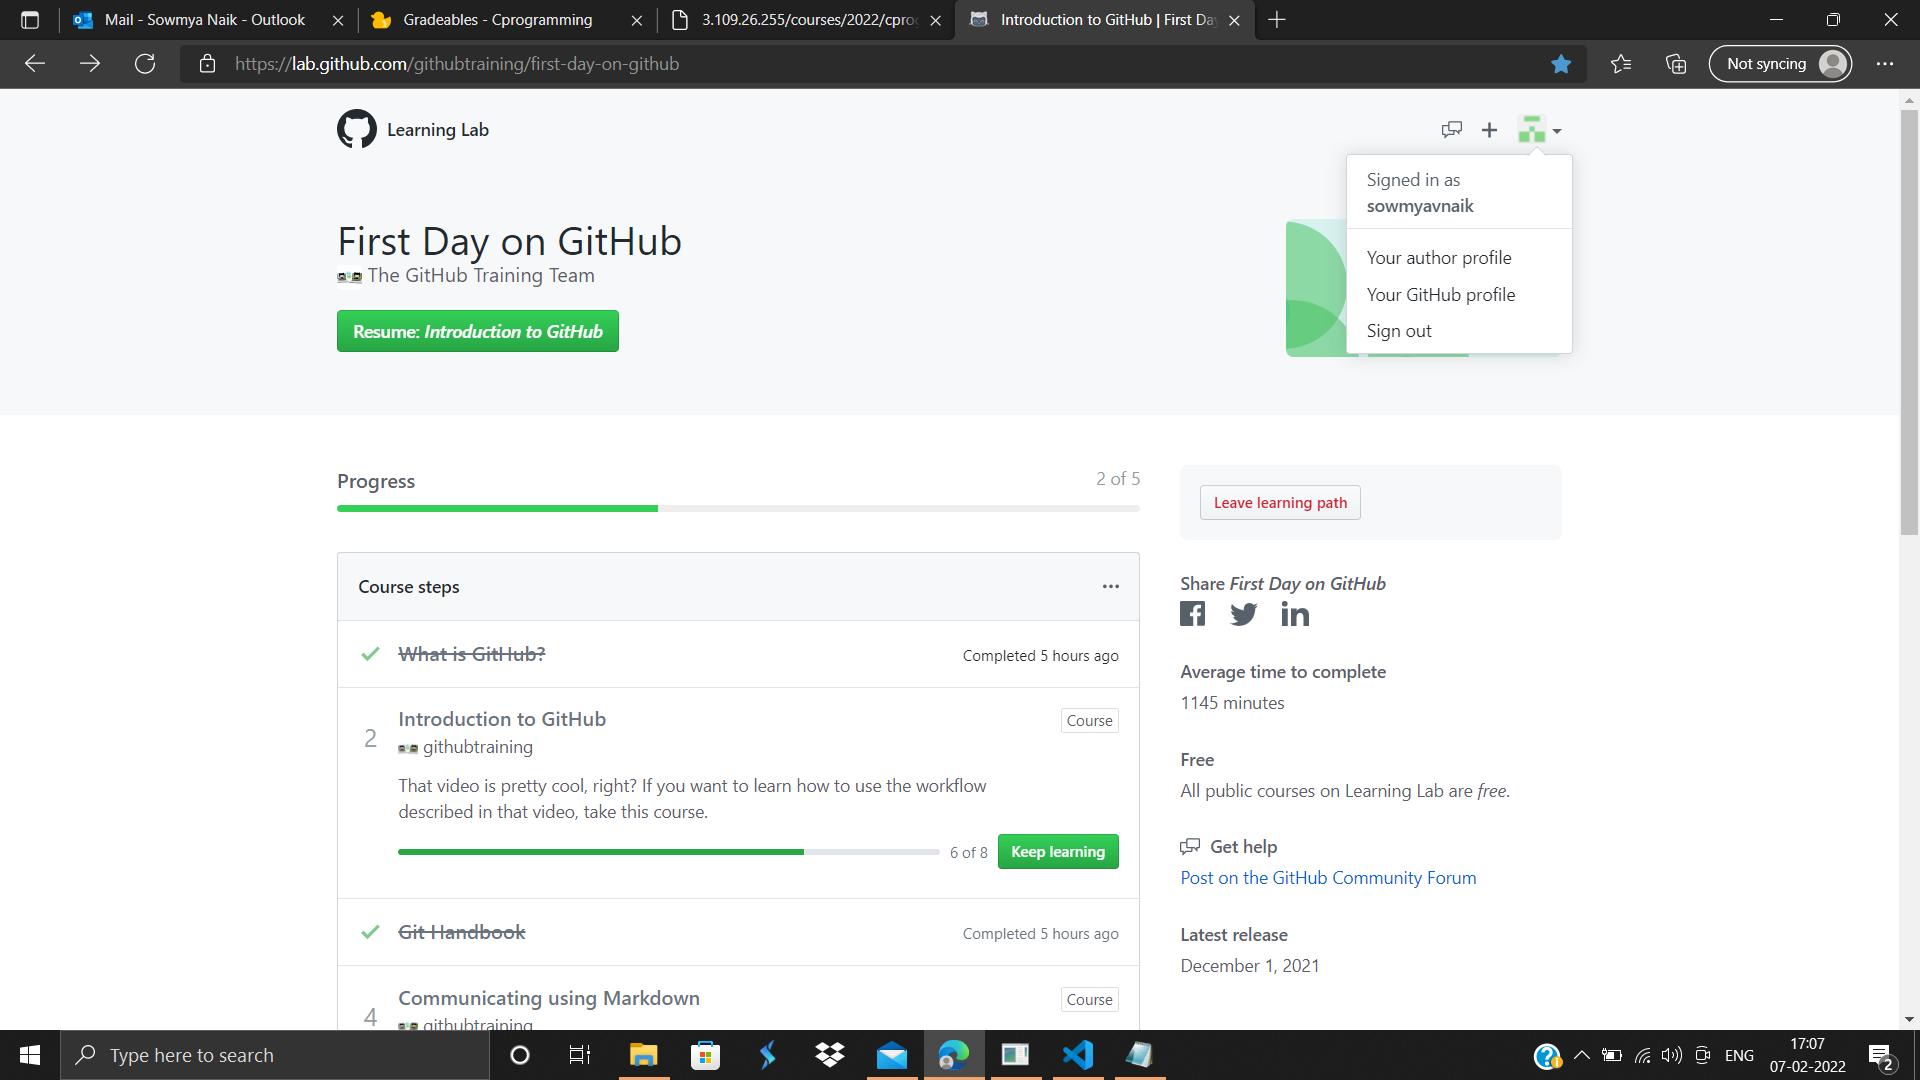 Mail - Sowmya Naik - Outlook
Gradeables - Cprogramming
3.109.26.255/courses/2022/cproc
Introduction to GitHub | First Da
https://lab.github.com/githubtraining/first-day-on-github
Not syncing
Learning Lab
Signed in as
sowmyavnaik
Your author profile
Your GitHub profile
Sign out
First Day on GitHub
The GitHub Training Team
Resume: Introduction to GitHub
Progress
2 of 5
Leave learning path
Course steps
What is GitHub?
Completed 5 hours ago
2
Introduction to GitHub
Course
githubtraining
That video is pretty cool, right? If you want to learn how to use the workflow
described in that video, take this course.
6 of 8
Keep learning
Git Handbook
Completed 5 hours ago
4
Communicating using Markdown
Course
githubtraining
Share First Day on GitHub
Average time to complete
1145 minutes
Free
All public courses on Learning Lab are free.
Get help
Post on the GitHub Community Forum
Latest release
December 1, 2021
Type here to search
ENG
17:07
07-02-2022
2